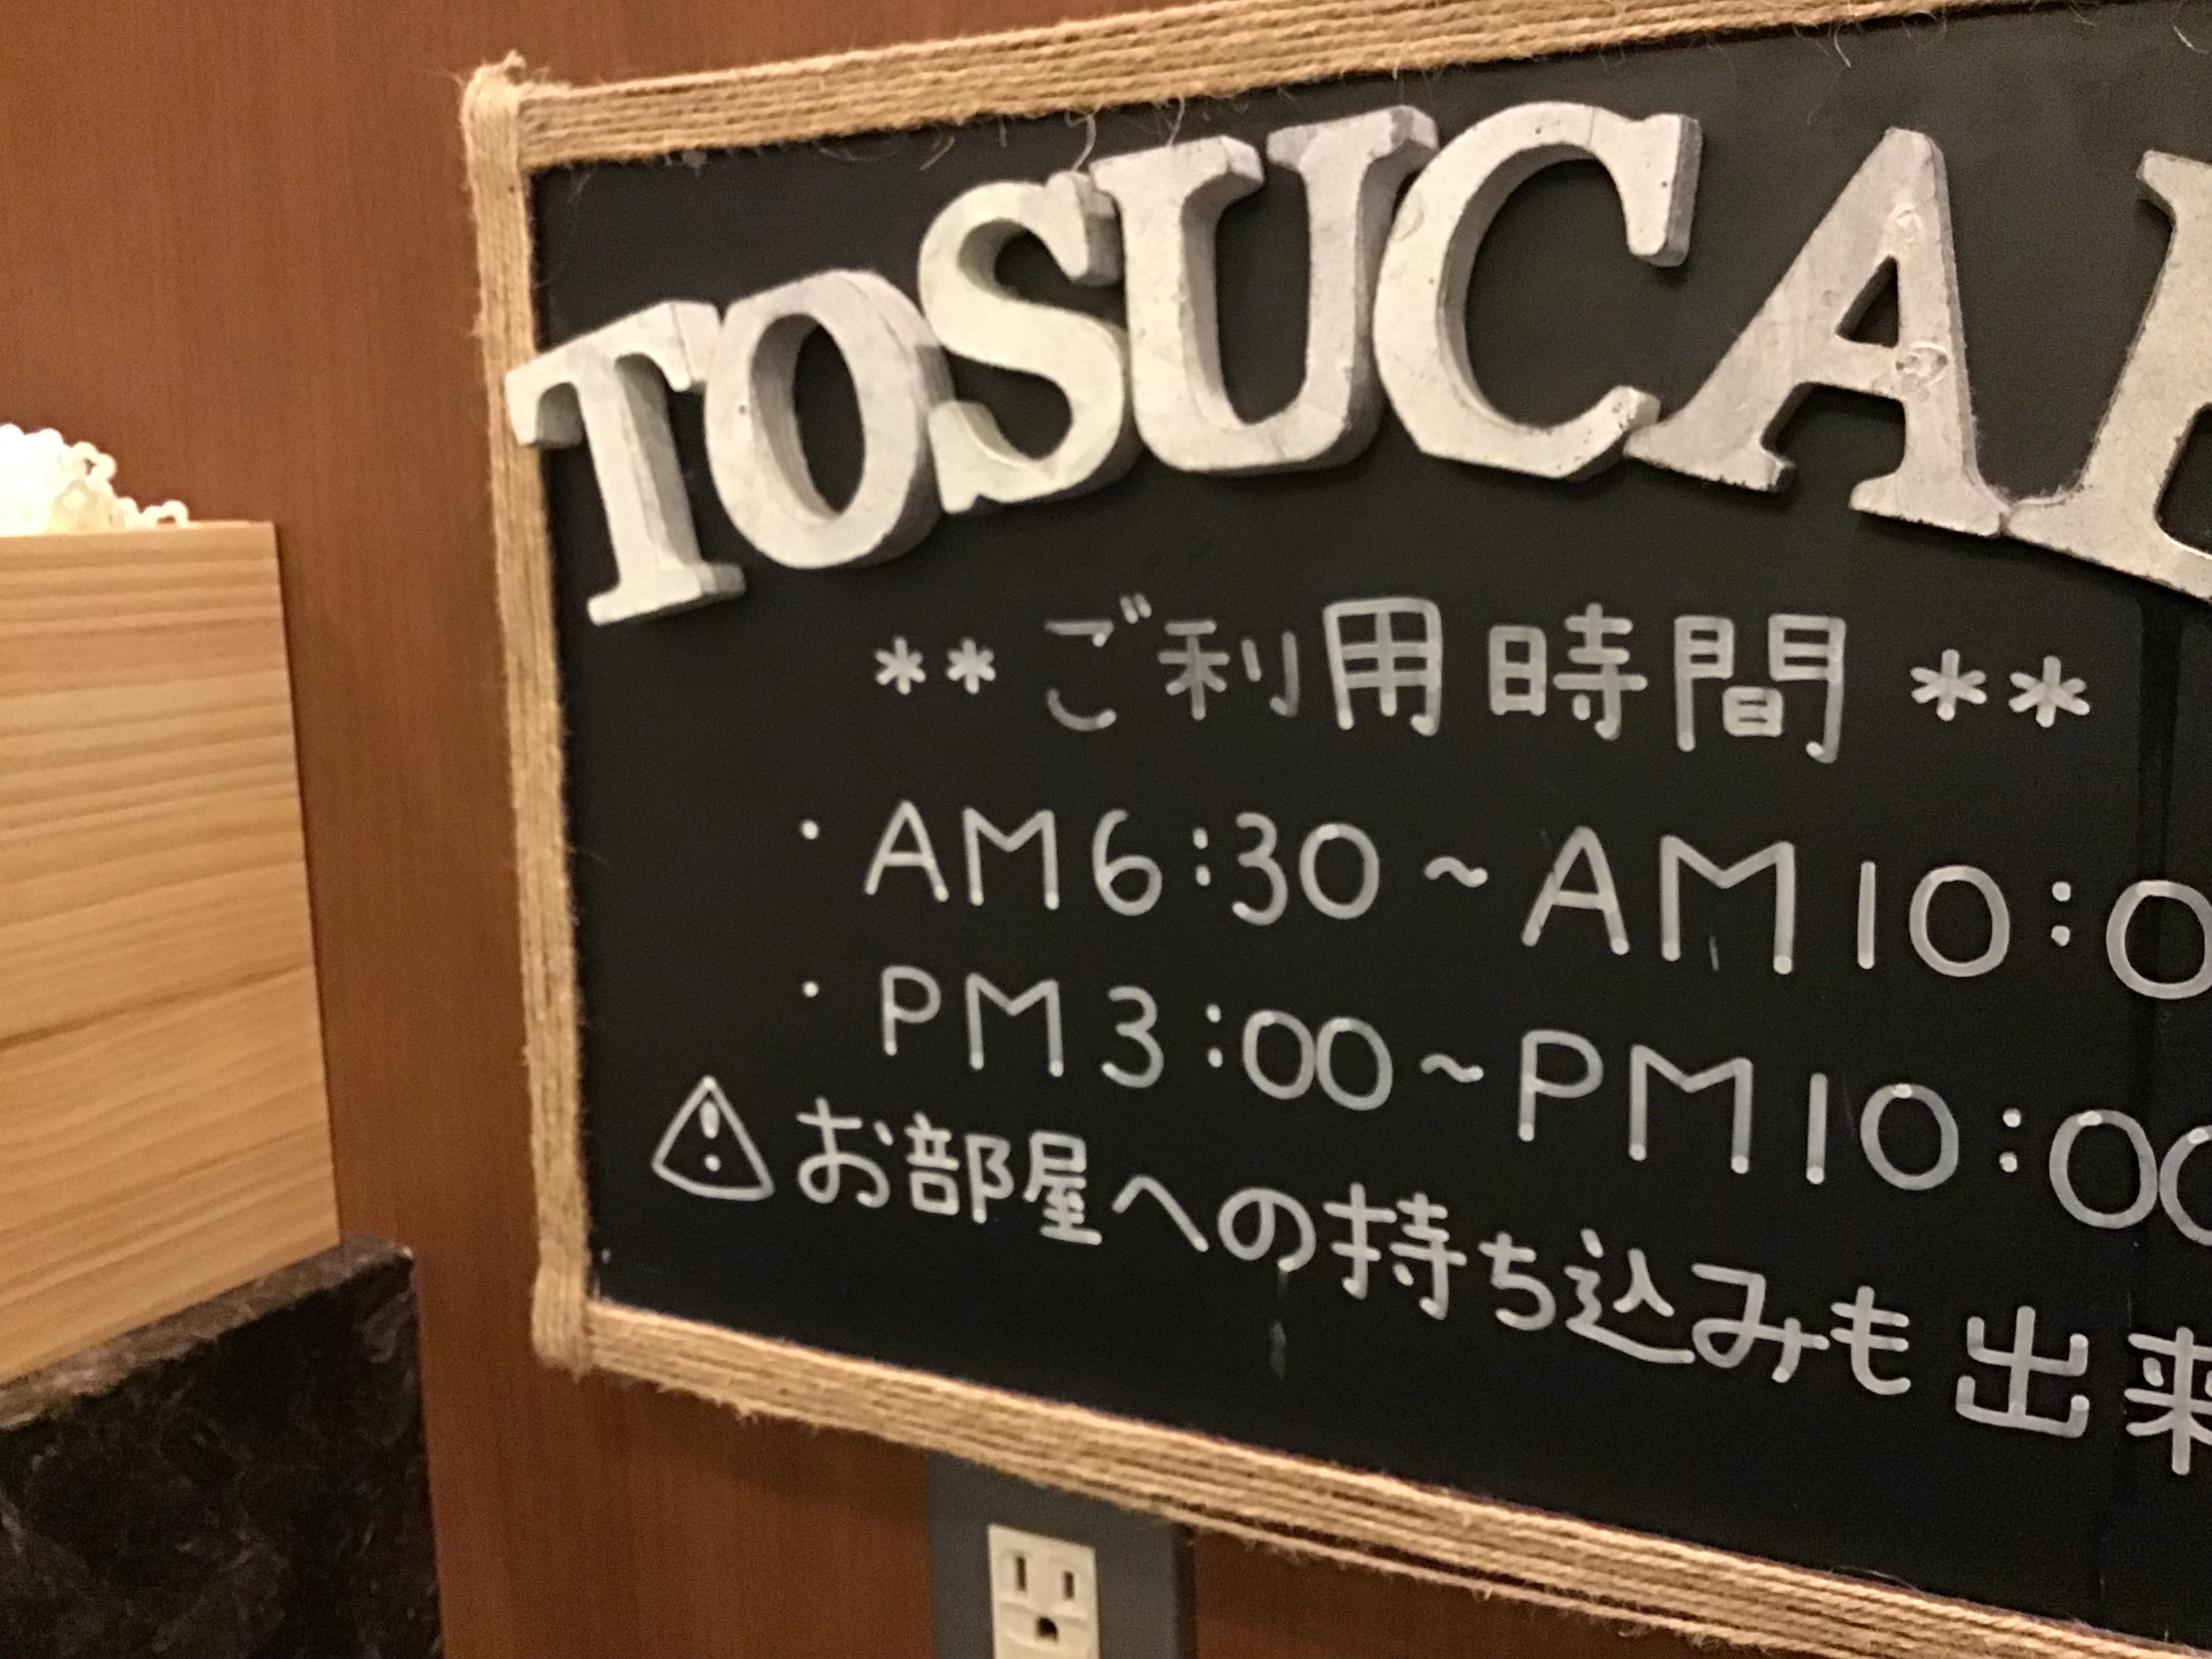 TOSUCA
**ご利用時間**
・AM6:30~AM10:0
・PM3:00~PM10:00
⚠お部屋への持ち込みも出来